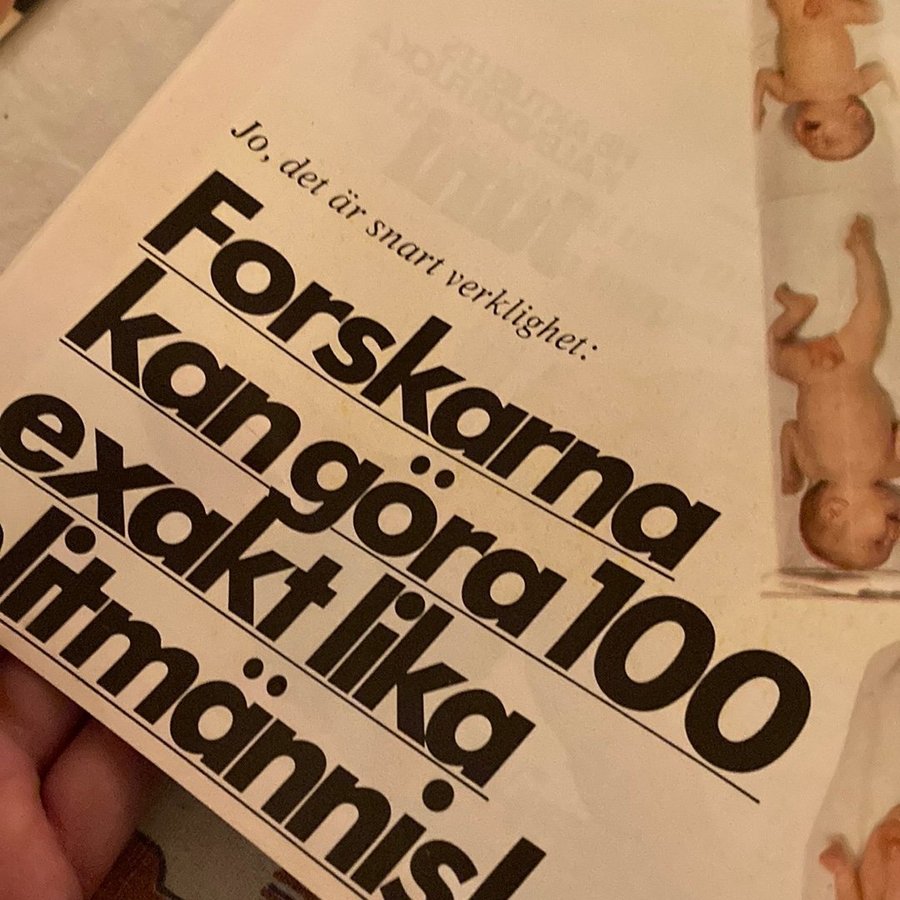 Jo, det är snart verklighet:
Forskarna
kan göra 100
exakt lika